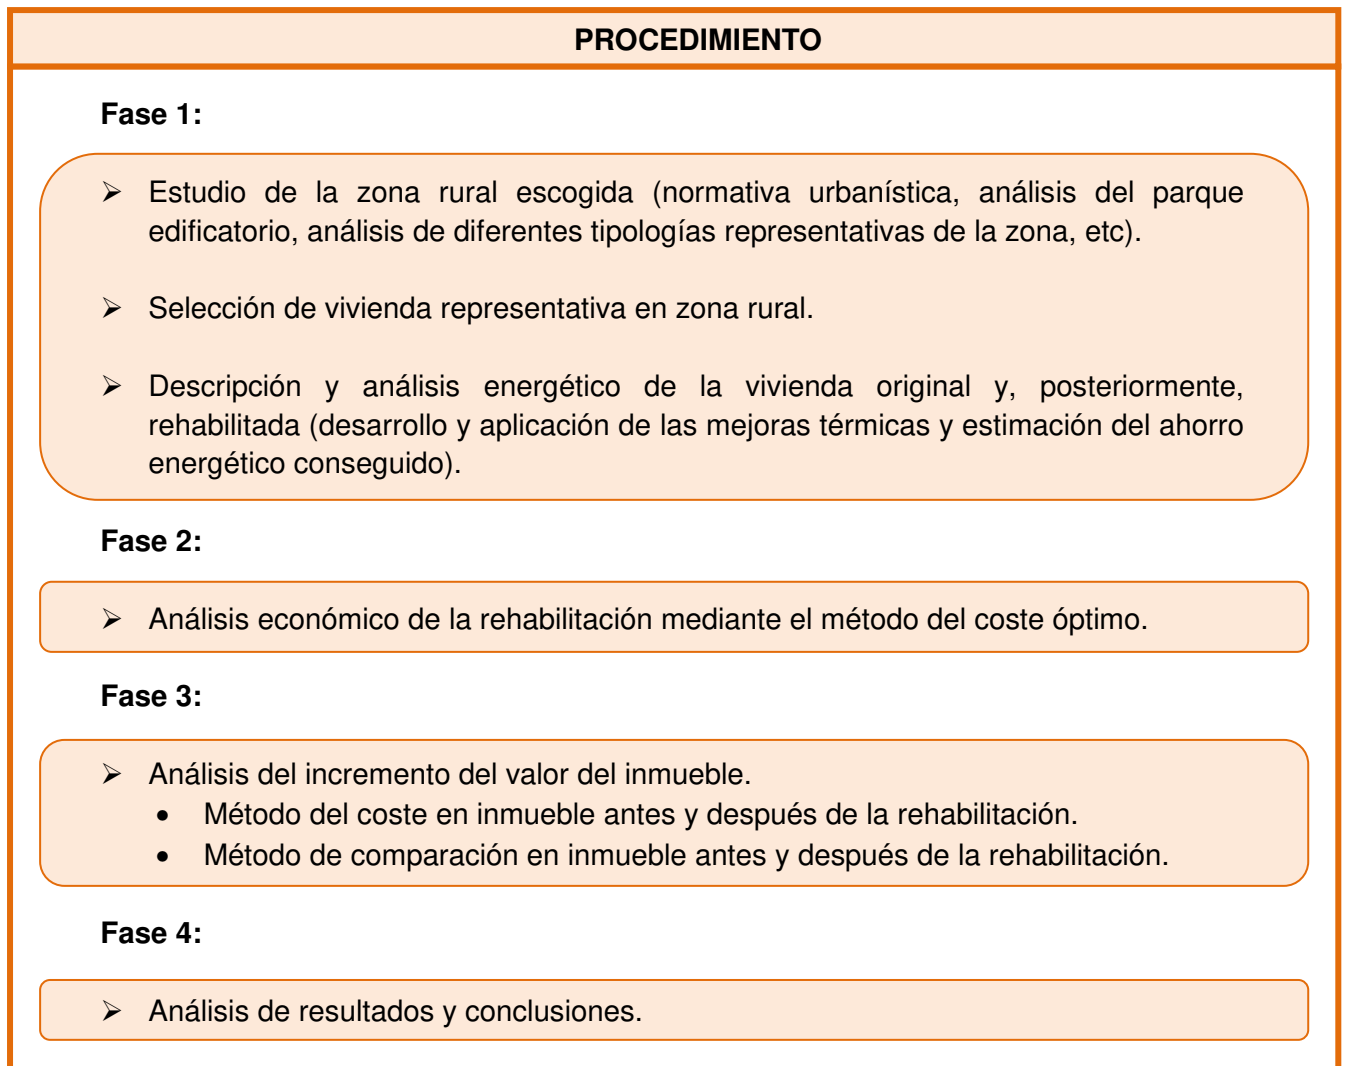 PROCEDIMIENTO
Fase 1:
➢ Estudio de la zona rural escogida (normativa urbanística, análisis del parque
edificatorio, análisis de diferentes tipologías representativas de la zona, etc).
➢ Selección de vivienda representativa en zona rural.
➢ Descripción y análisis energético de la vivienda original y, posteriormente,
rehabilitada (desarrollo y aplicación de las mejoras térmicas y estimación del ahorro
energético conseguido).
Fase 2:
➢ Análisis económico de la rehabilitación mediante el método del coste óptimo.
Fase 3:
➢ Análisis del incremento del valor del inmueble.
• Método del coste en inmueble antes y después de la rehabilitación.
• Método de comparación en inmueble antes y después de la rehabilitación.
Fase 4:
➢ Análisis de resultados y conclusiones.